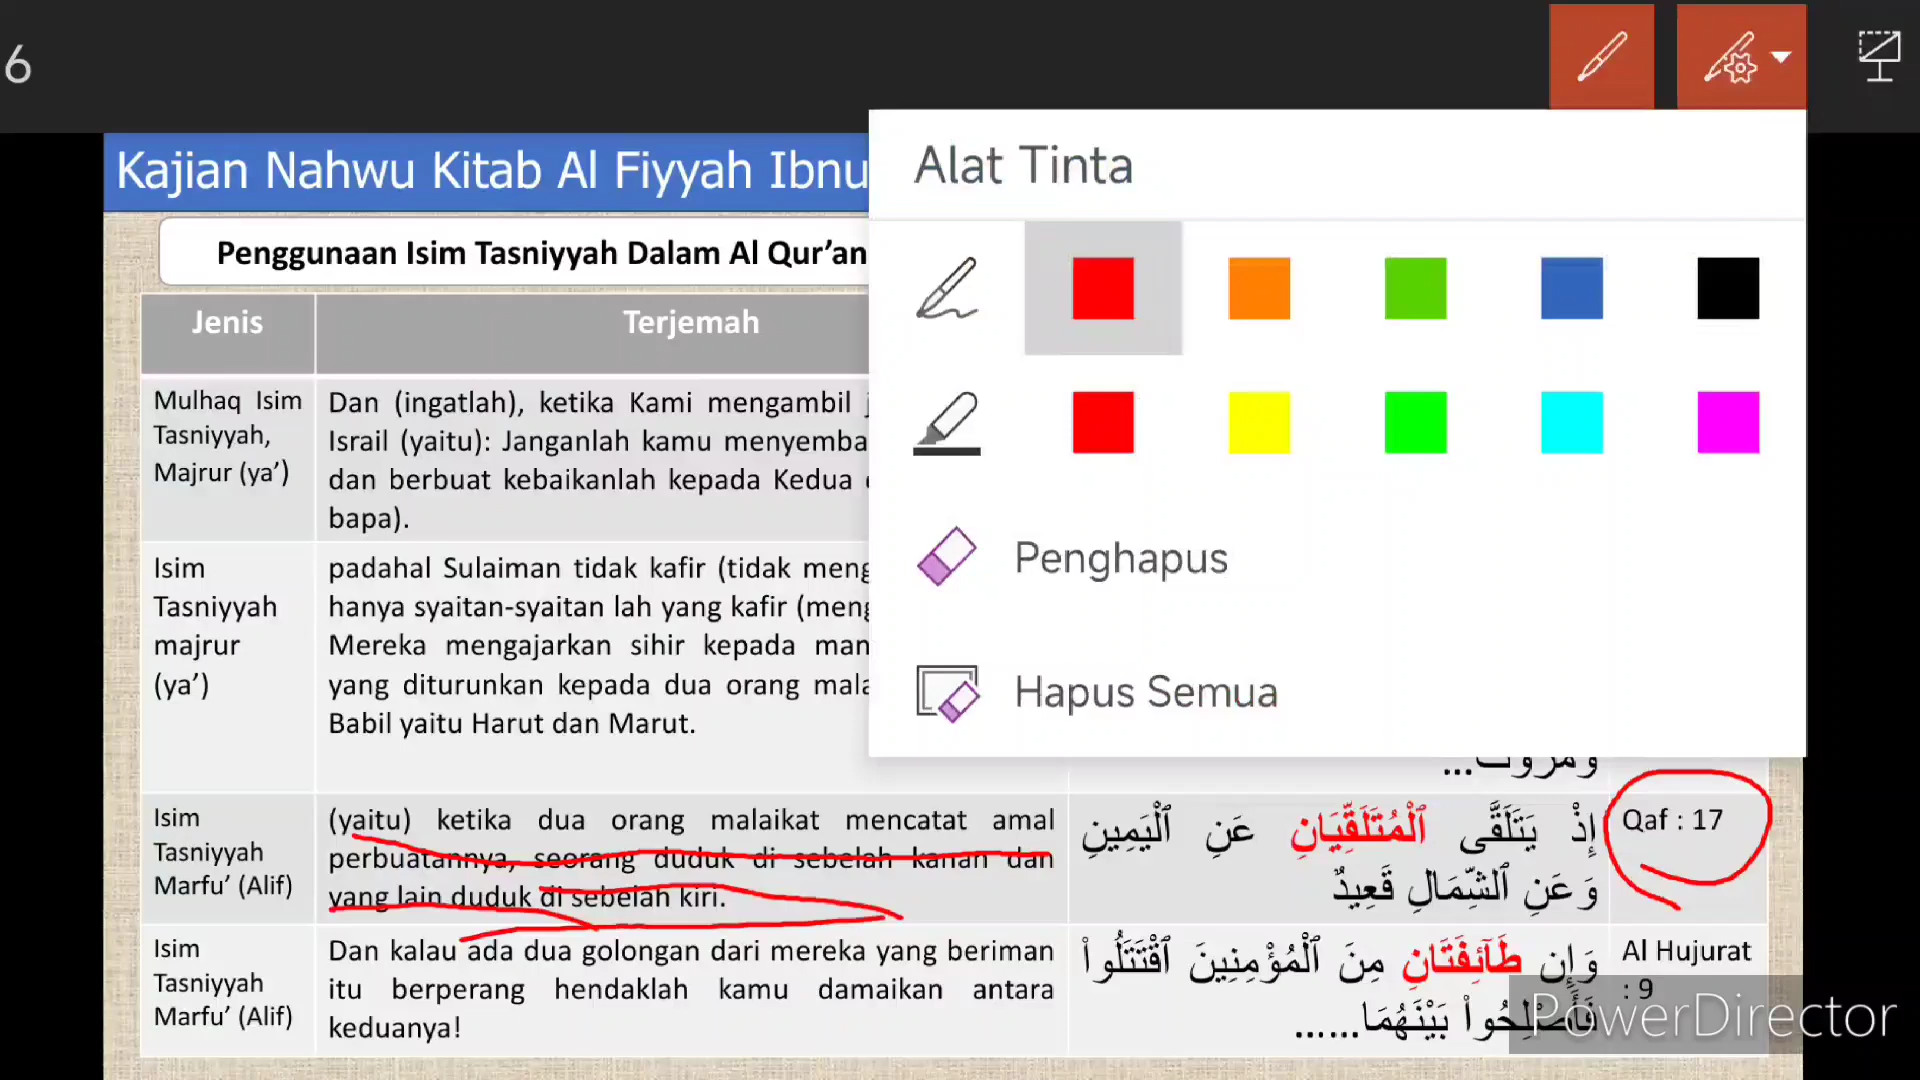 6
Kajian Nahwu Kitab Al Fiyyah Ibnu
Alat Tinta
Penggunaan Isim Tasniyyah Dalam Al Qur’an
Jenis
Terjemah
Mulhaq Isim
Tasniyyah,
Majrur (ya’)
Dan (ingatlah), ketika Kami mengambil
Israil (yaitu): Janganlah kamu menyemba
dan berbuat kebaikanlah kepada Kedua
bapa).
Isim
Tasniyyah
majrur
(ya’)
padahal Sulaiman tidak kafir (tidak meng
hanya syaitan-syaitan lah yang kafir (meng
Mereka mengajarkan sihir kepada man
yang diturunkan kepada dua orang mala
Babil yaitu Harut dan Marut.
Penghapus
Hapus Semua
وَمَٰرُوتَ...
Isim
Tasniyyah
Marfu’ (Alif)
(yaitu) ketika dua orang malaikat mencatat amal
perbuatannya, seorang duduk di sebelah kanan dan
yang lain duduk di sebelah kiri.
إِذْ يَتَلَقَّى ٱلْمُتَلَقِّيَانِ عَنِ ٱلْيَمِينِ
وَعَنِ ٱلشِّمَالِ قَعِيدٌ
Qaf : 17
Isim
Tasniyyah
Marfu’ (Alif)
Dan kalau ada dua golongan dari mereka yang beriman
itu berperang hendaklah kamu damaikan antara
keduanya!
وَإِن طَآئِفَتَانِ مِنَ ٱلْمُؤْمِنِينَ ٱقْتَتَلُوا۟
فَأَصْلِحُوا۟ بَيْنَهُمَا......
Al Hujurat
: 9
PowerDirector